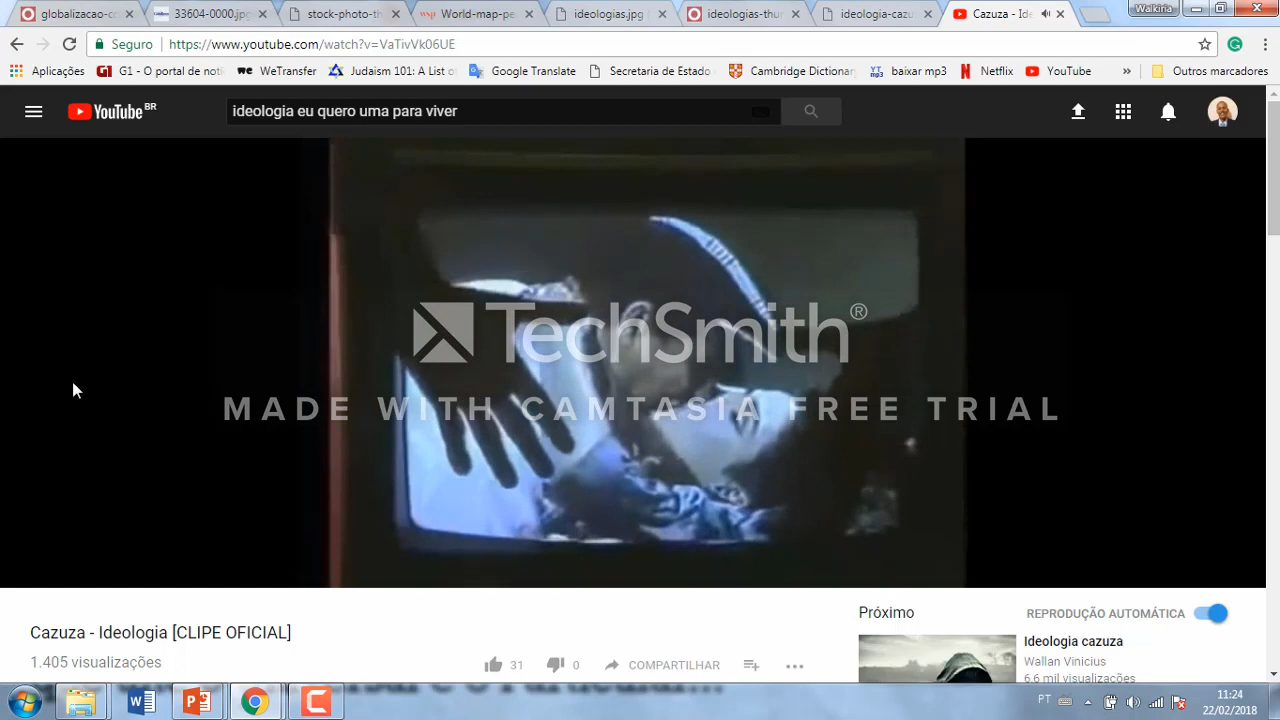 globalizacao-co
33604-0000.jpg
stock-photo-th
World-map-pe
ideologias.jpg (
ideologias-thu
ideologia-cazu
Cazuza - Ide
Walkiria
Seguro
https://www.youtube.com/watch?v=VaTivVk06UE
Aplicações
G1 - O portal de notí
WeTransfer
Judaism 101: A List o
Google Translate
Secretaria de Estado
Cambridge Dictionary
baixar mp3
Netflix
YouTube
»
Outros marcadores
YouTube BR
ideologia eu quero uma para viver
TechSmith®
MADE WITH CAMTASIA FREE TRIAL
Cazuza - Ideologia [CLIPE OFICIAL]
1.405 visualizações
31
0
COMPARTILHAR
Próximo
REPRODUÇÃO AUTOMÁTICA
Ideologia cazuza
Wallan Vinicius
6,6 mil visualizações
PT
11:24
22/02/2018